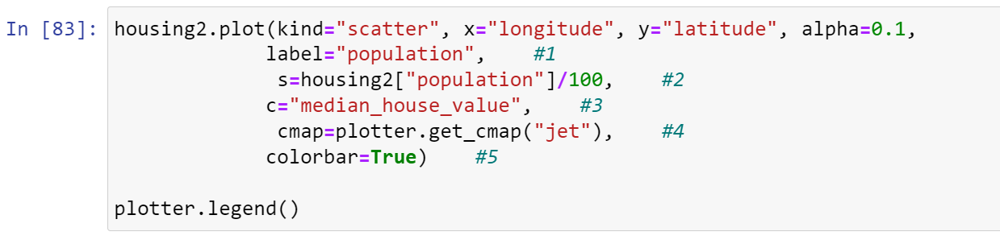 In [83]: housing2.plot(kind="scatter", x="longitude", y="latitude", alpha=0.1,
label="population", #1
s=housing2["population"]/100, #2
c="median_house_value", #3
cmap=plotter.get_cmap("jet"), #4
colorbar=True) #5
plotter.legend()